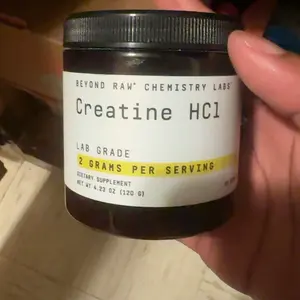 BEYOND RAW® CHEMISTRY LABS
Creatine HCl
LAB GRADE
2 GRAMS PER SERVING
DIETARY SUPPLEMENT
NET WT 4.23 OZ (120 G)